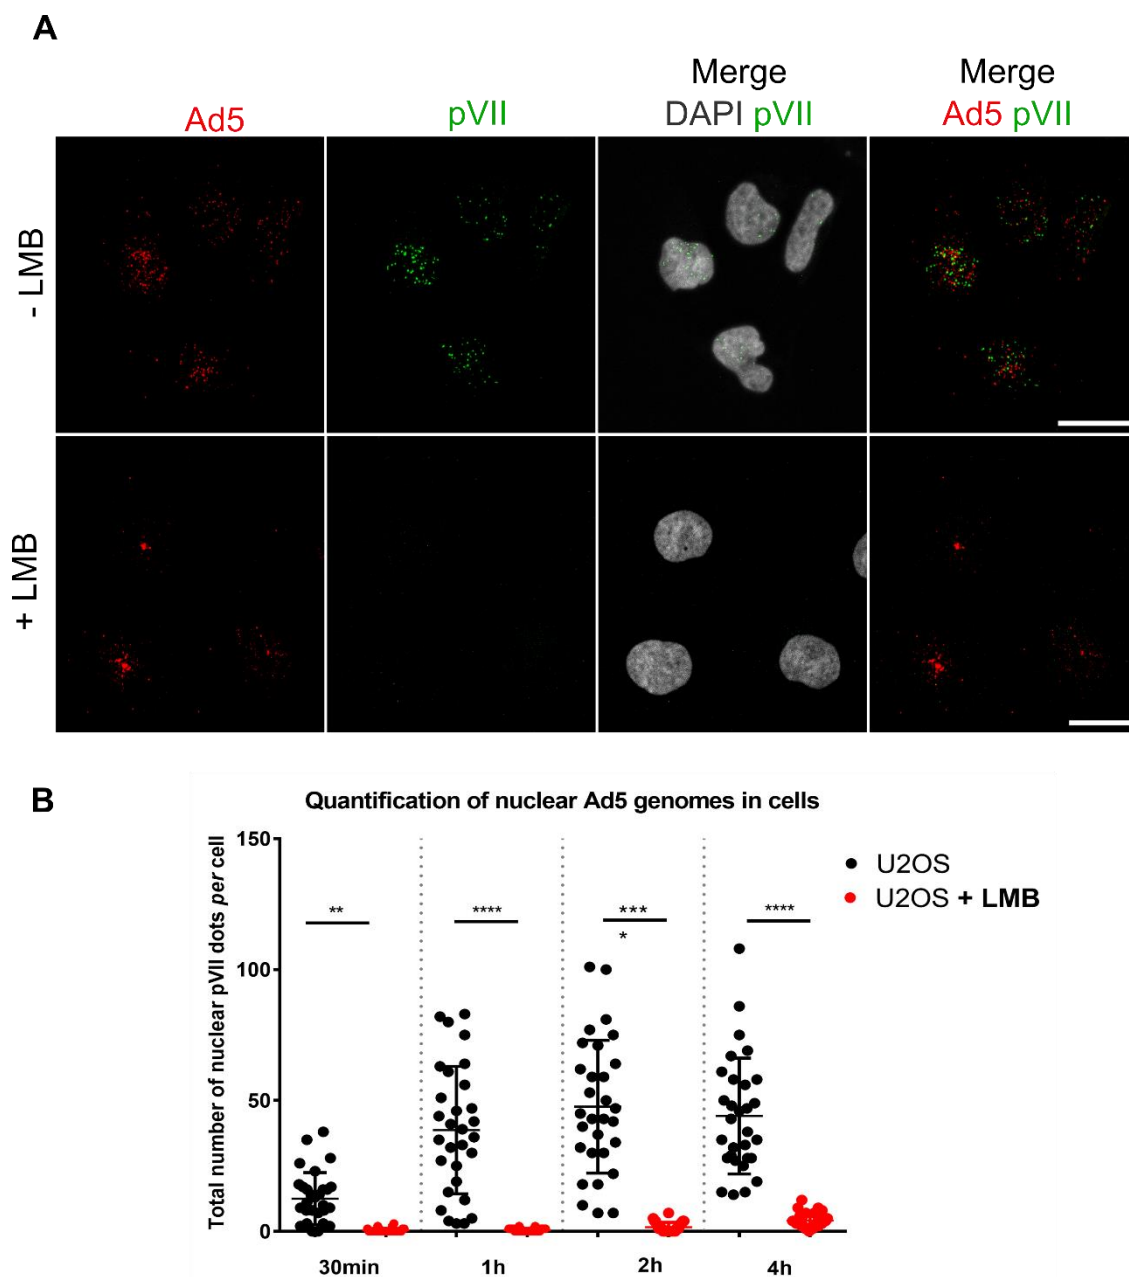 A
Merge Merge
Ad5 pVII DAPI pVII Ad5 pVII
- LMB
+ LMB
B
Quantification of nuclear Ad5 genomes in cells
Total number of nuclear pVII dots per cell
150
100
50
0
** **** *** ****
*
U2OS
U2OS + LMB
30min 1h 2h 4h